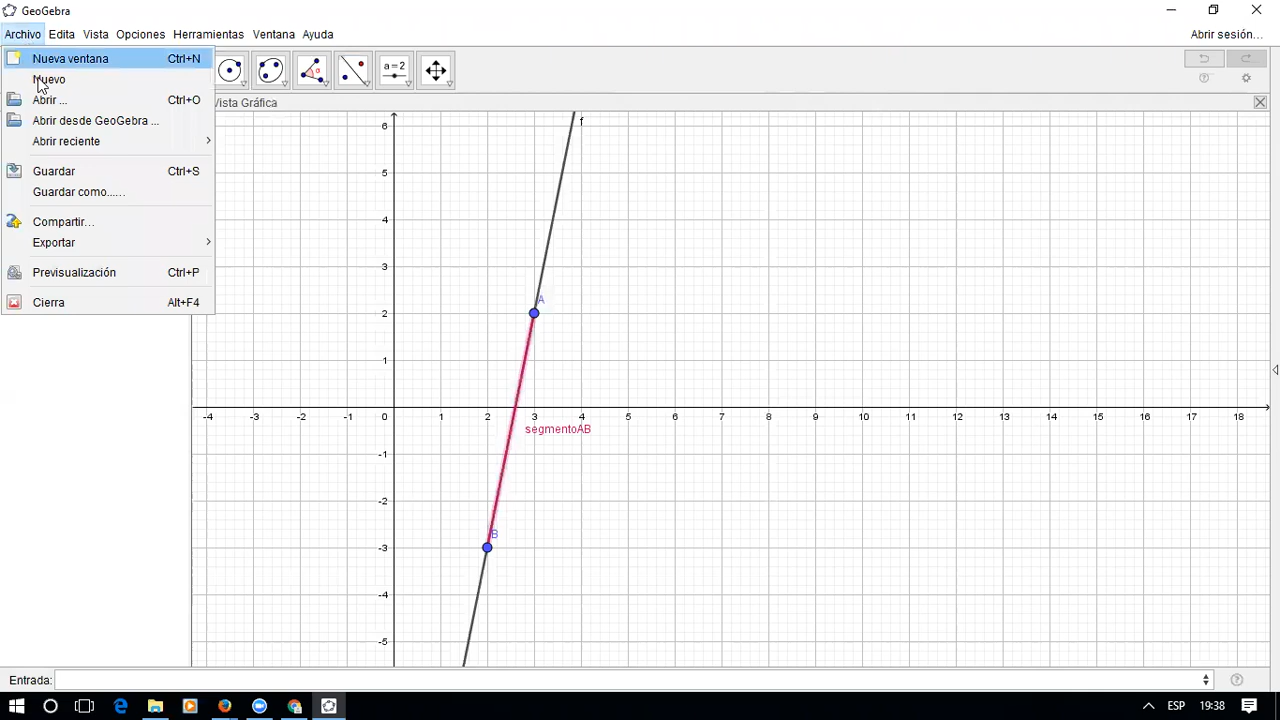 GeoGebra
Archivo Edita Vista Opciones Herramientas Ventana Ayuda Abrir sesión...
Nueva ventana Ctrl+N
Nuevo
Abrir ... Ctrl+O
Abrir desde GeoGebra ...
Abrir reciente
Guardar Ctrl+S
Guardar como......
Compartir...
Exportar
Previsualización Ctrl+P
Cierra Alt+F4
a = 2
Vista Gráfica
f
6
5
4
3
A
2
1
-4 -3 -2 -1 0 1 2 3 4 5 6 7 8 9 10 11 12 13 14 15 16 17 18
segmentoAB
-1
-2
B
-3
-4
-5
Entrada:
ESP 19:38